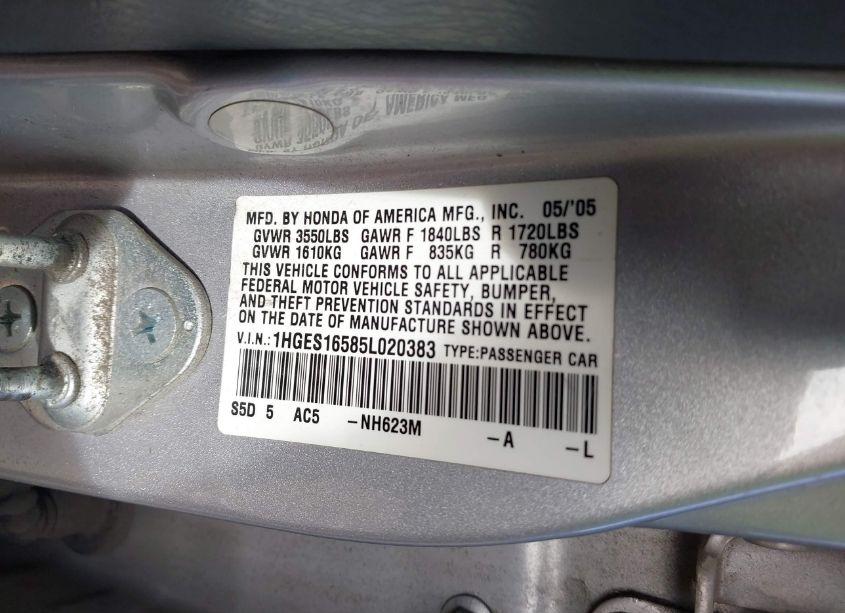 MFD. BY HONDA OF AMERICA MFG., INC. 05/'05
GVWR 3550LBS GAWR F 1840LBS R 1720LBS
GVWR 1610KG GAWR F 835KG R 780KG
THIS VEHICLE CONFORMS TO ALL APPLICABLE
FEDERAL MOTOR VEHICLE SAFETY, BUMPER,
AND THEFT PREVENTION STANDARDS IN EFFECT
ON THE DATE OF MANUFACTURE SHOWN ABOVE.
V.I.N.: 1HGES16585L020383 TYPE:PASSENGER CAR
S5D 5 AC5 -NH623M -A -L